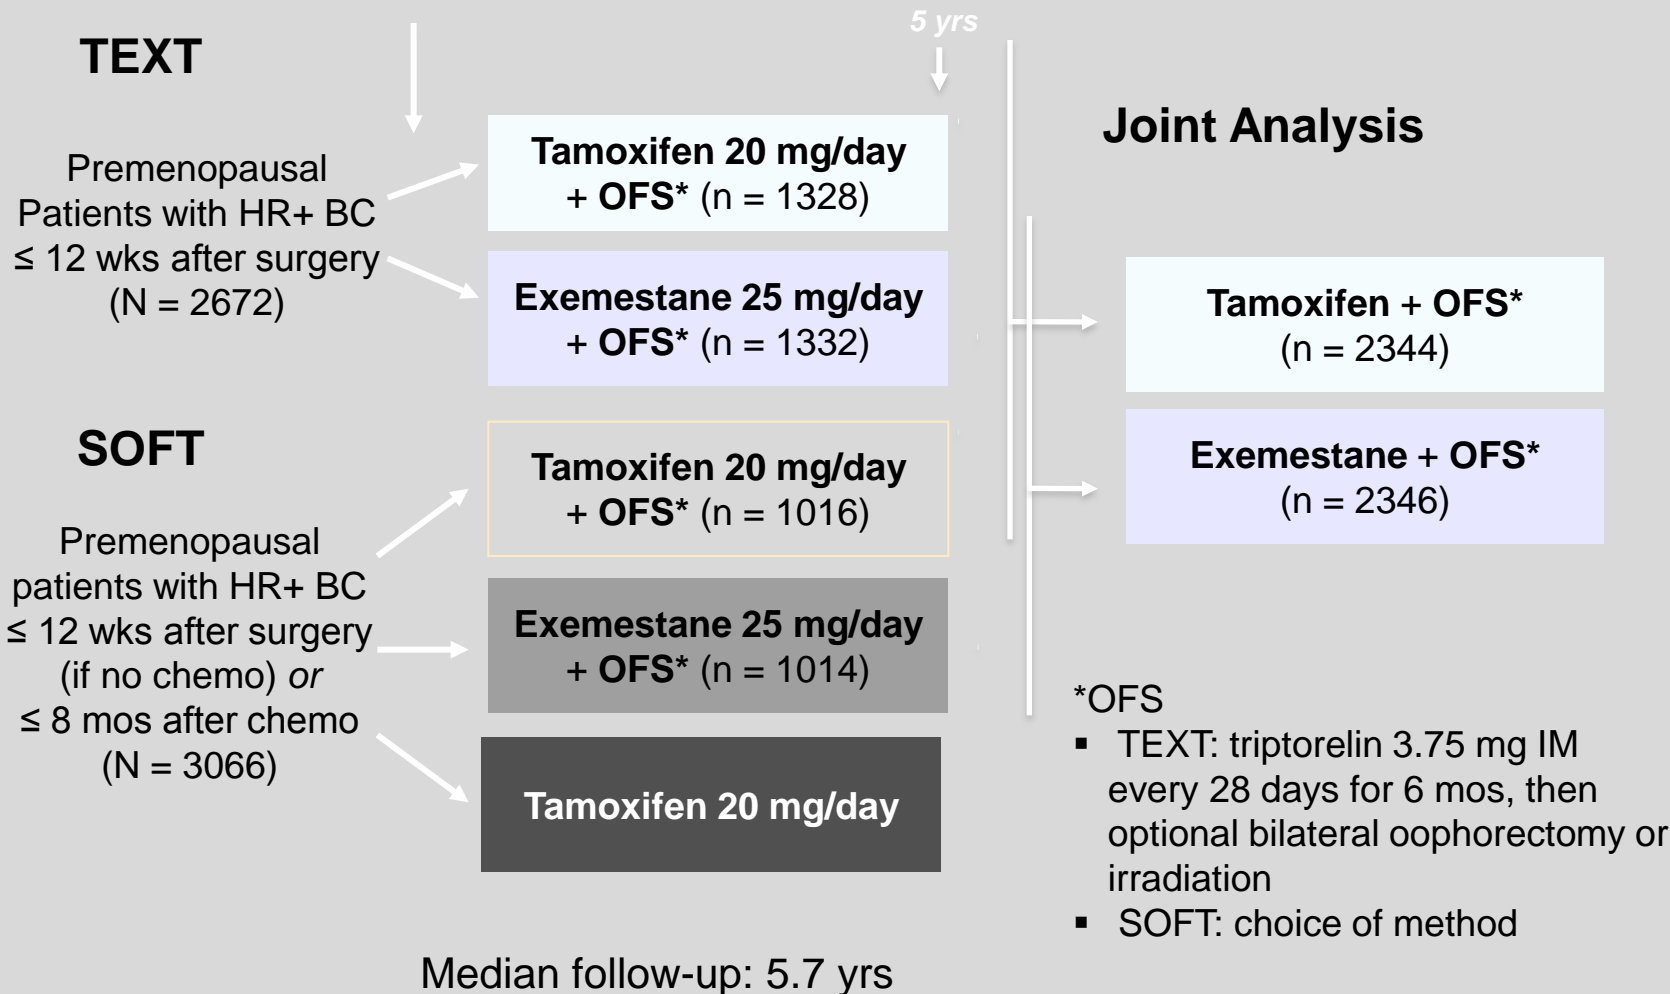 5 yrs
TEXT
Joint Analysis
Premenopausal
Patients with HR+ BC
≤ 12 wks after surgery
(N = 2672)
Tamoxifen 20 mg/day
+ OFS* (n = 1328)
Exemestane 25 mg/day
+ OFS* (n = 1332)
SOFT
Premenopausal
patients with HR+ BC
≤ 12 wks after surgery
(if no chemo) or
≤ 8 mos after chemo
(N = 3066)
Tamoxifen 20 mg/day
+ OFS* (n = 1016)
Exemestane 25 mg/day
+ OFS* (n = 1014)
Tamoxifen 20 mg/day
Tamoxifen + OFS*
(n = 2344)
Exemestane + OFS*
(n = 2346)
*OFS
▪ TEXT: triptorelin 3.75 mg IM
every 28 days for 6 mos, then
optional bilateral oophorectomy or
irradiation
▪ SOFT: choice of method
Median follow-up: 5.7 yrs